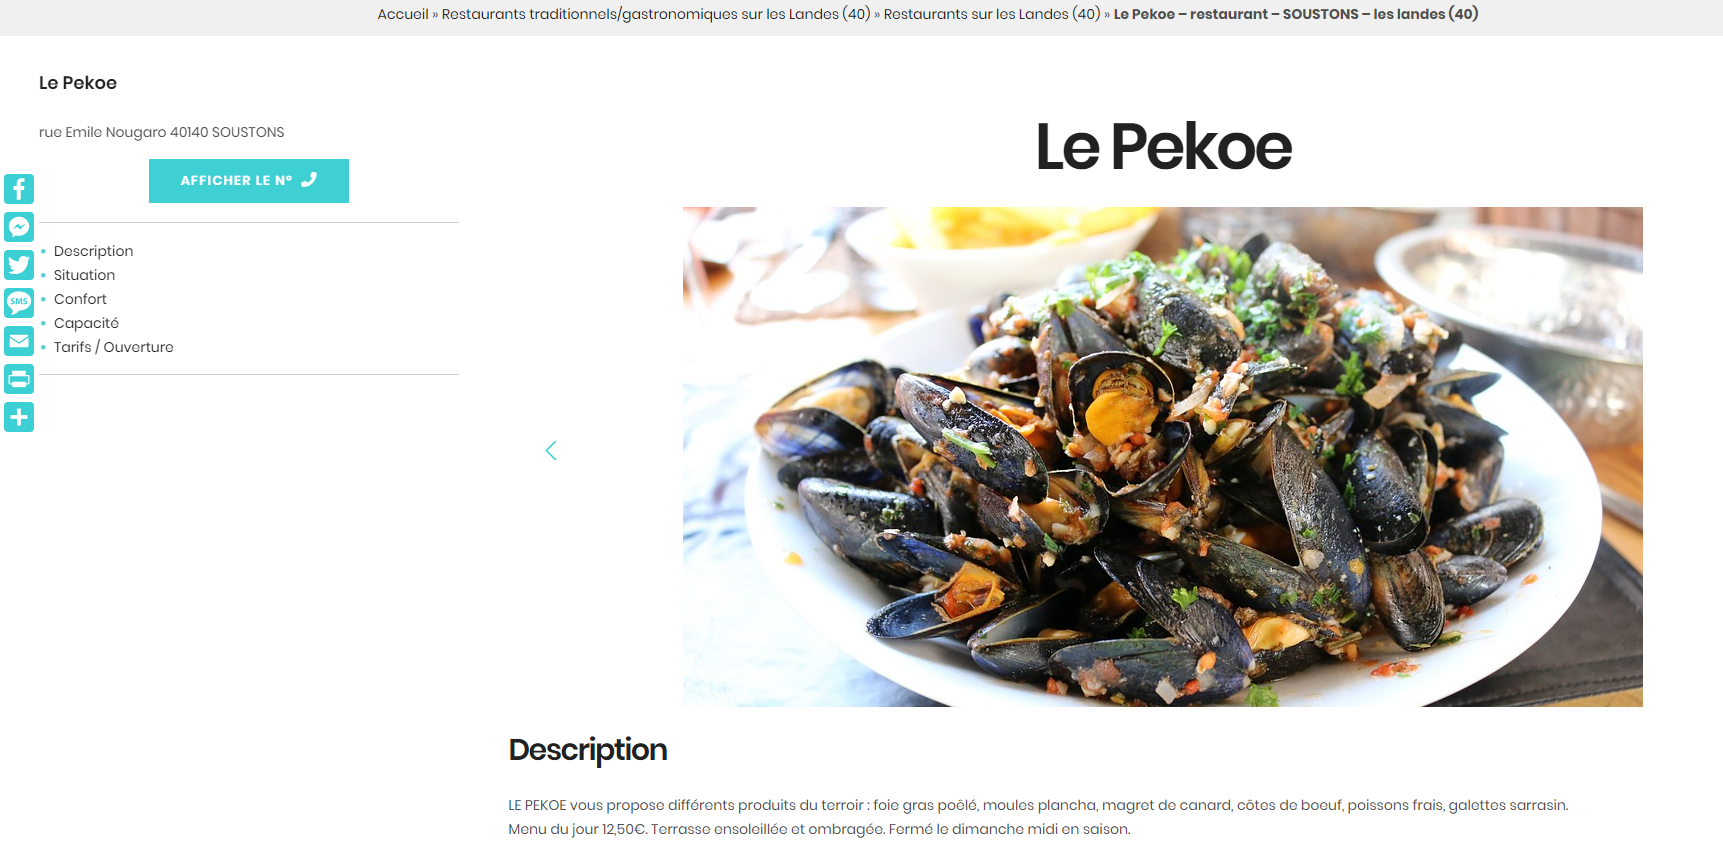 Accueil » Restaurants traditionnels/gastronomiques sur les Landes (40) » Restaurants sur les Landes (40) » Le Pekoe – restaurant – SOUSTONS – les landes (40)
Le Pekoe
rue Emile Nougaro 40140 SOUSTONS
AFFICHER LE N°
SMS
Description
Situation
Confort
Capacité
Tarifs / Ouverture
Le Pekoe
Description
LE PEKOE vous propose différents produits du terroir : foie gras poêlé, moules plancha, magret de canard, côtes de boeuf, poissons frais, galettes sarrasin.
Menu du jour 12,50€. Terrasse ensoleillée et ombragée. Fermé le dimanche midi en saison.